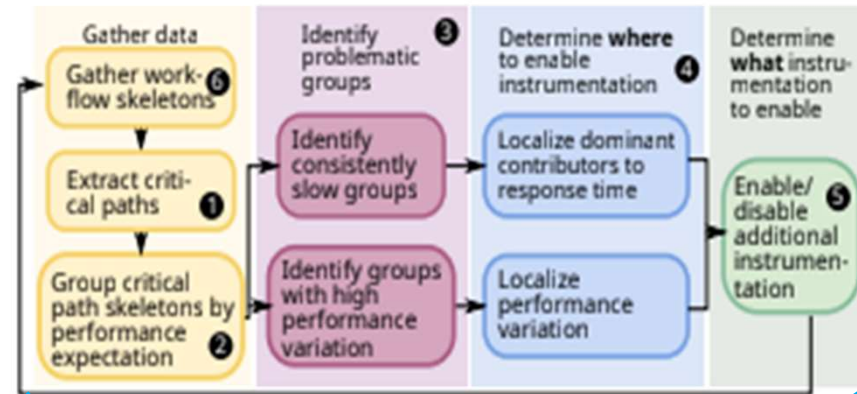 Gather data
Gather work-
flow skeletons
6
Extract criti-
cal paths
1
Group critical
path skeletons by
performance
expectation
2
Identify
problematic
groups
3
Identify
consistently
slow groups
Identify groups
with high
performance
variation
Determine where
to enable
instrumentation
4
Localize dominant
contributors to
response time
Localize
performance
variation
Determine
what instru-
mentation
to enable
Enable/
disable
additional
instrumen-
tation
5